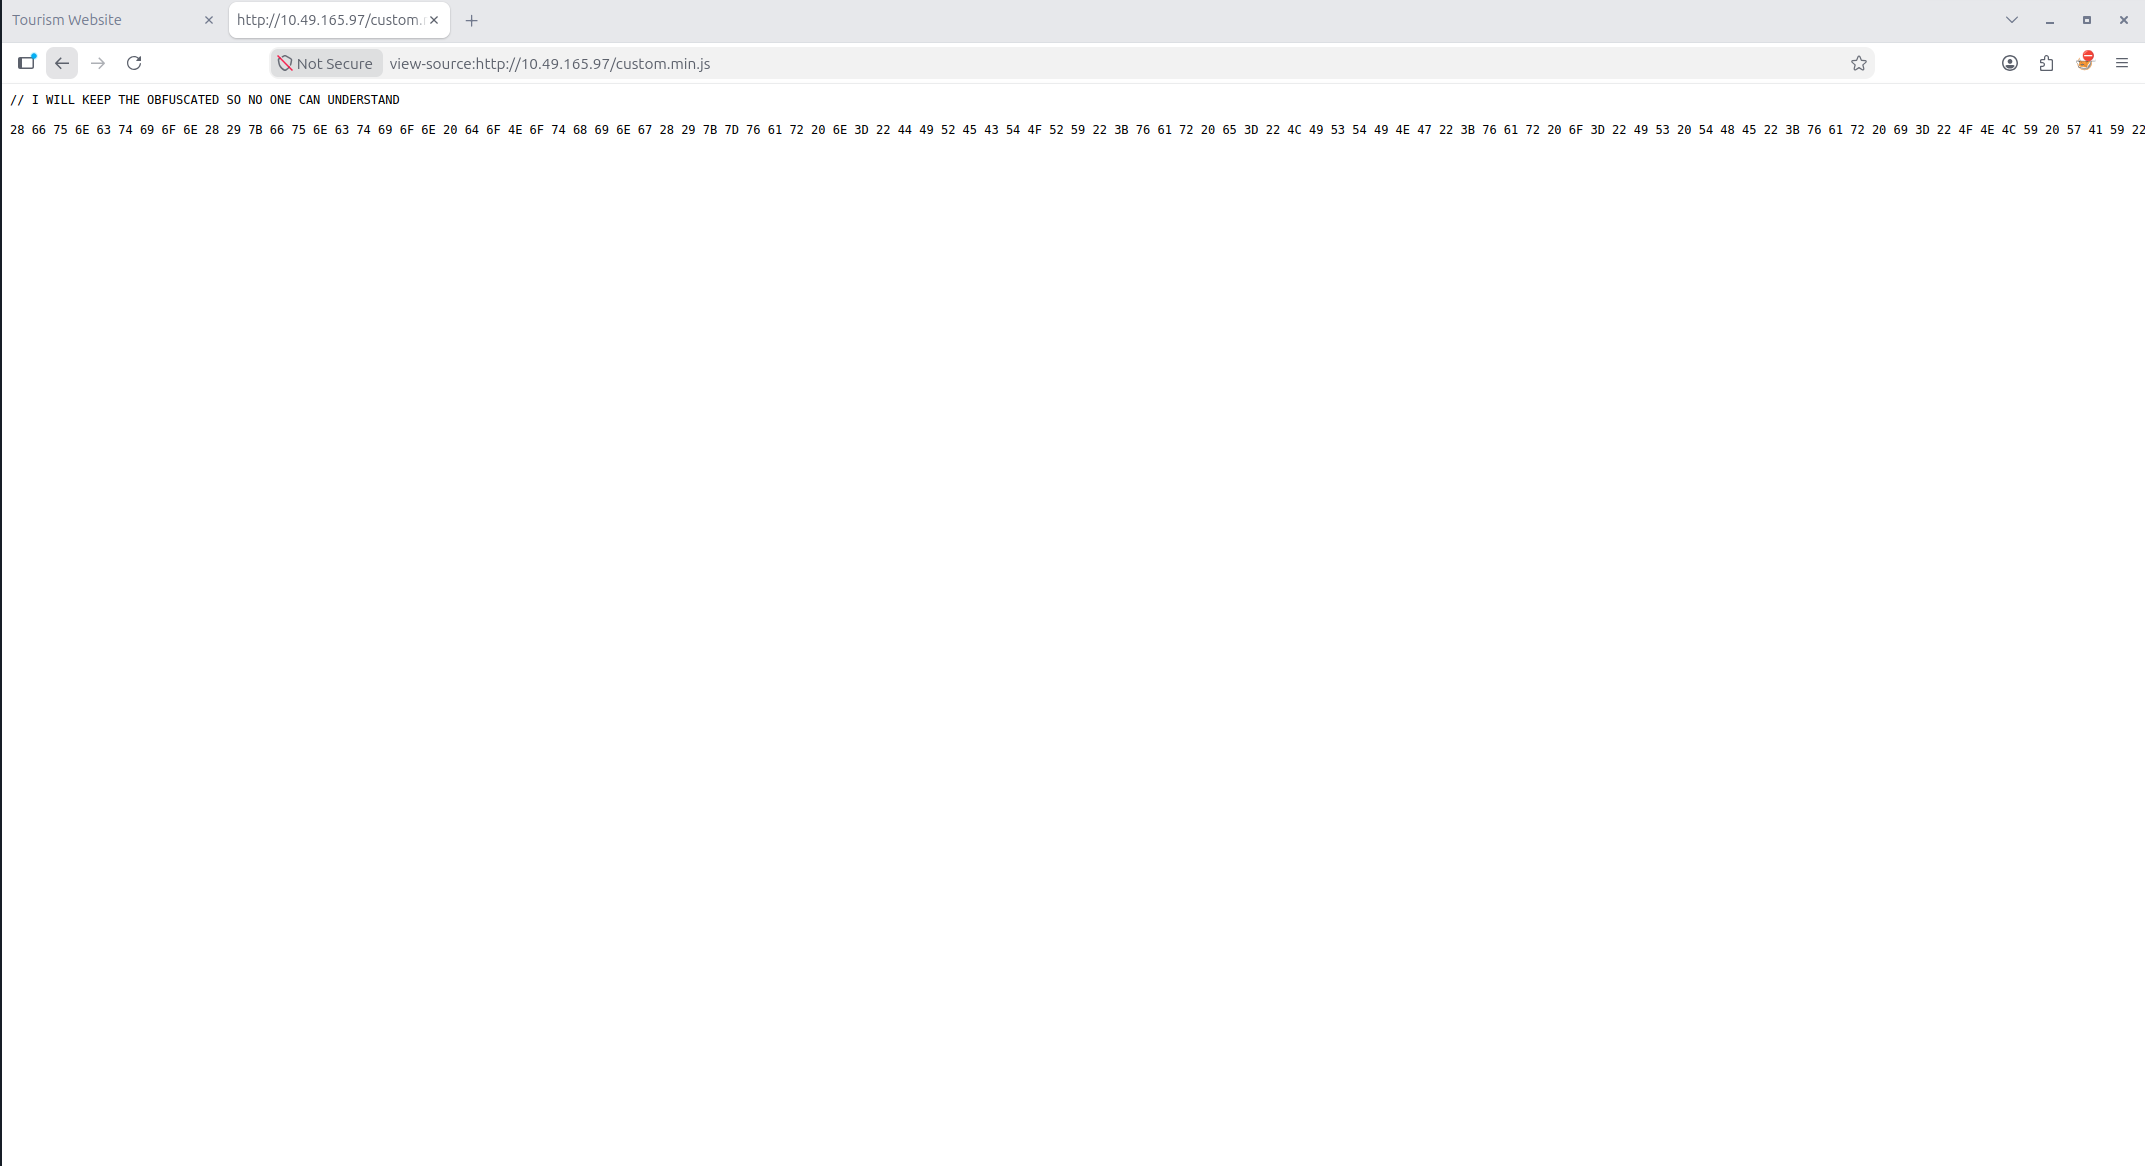 Tourism Website
http://10.49.165.97/custom.
Not Secure
view-source:http://10.49.165.97/custom.min.js
// I WILL KEEP THE OBFUSCATED SO NO ONE CAN UNDERSTAND
28 66 75 6E 63 74 69 6F 6E 28 29 7B 66 75 6E 63 74 69 6F 6E 20 64 6F 4E 6F 74 68 69 6E 67 28 29 7B 7D 76 61 72 20 6E 3D 22 44 49 52 45 43 54 4F 52 59 22 3B 76 61 72 20 65 3D 22 4C 49 53 54 49 4E 47 22 3B 76 61 72 20 6F 3D 22 49 53 20 54 48 45 22 3B 76 61 72 20 69 3D 22 4F 4E 4C 59 20 57 41 59 22